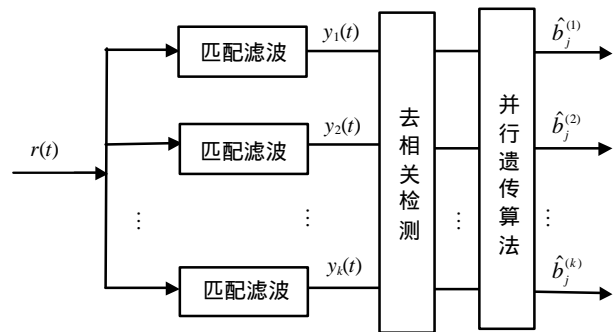 匹配滤波
y₁(t)
b̂ⱼ⁽¹⁾
匹配滤波
y₂(t)
b̂ⱼ⁽²⁾
r(t)
去相关检测
并行遗传算法
⋮ ⋮ ⋮ ⋮
匹配滤波
yₖ(t)
b̂ⱼ⁽ᵏ⁾